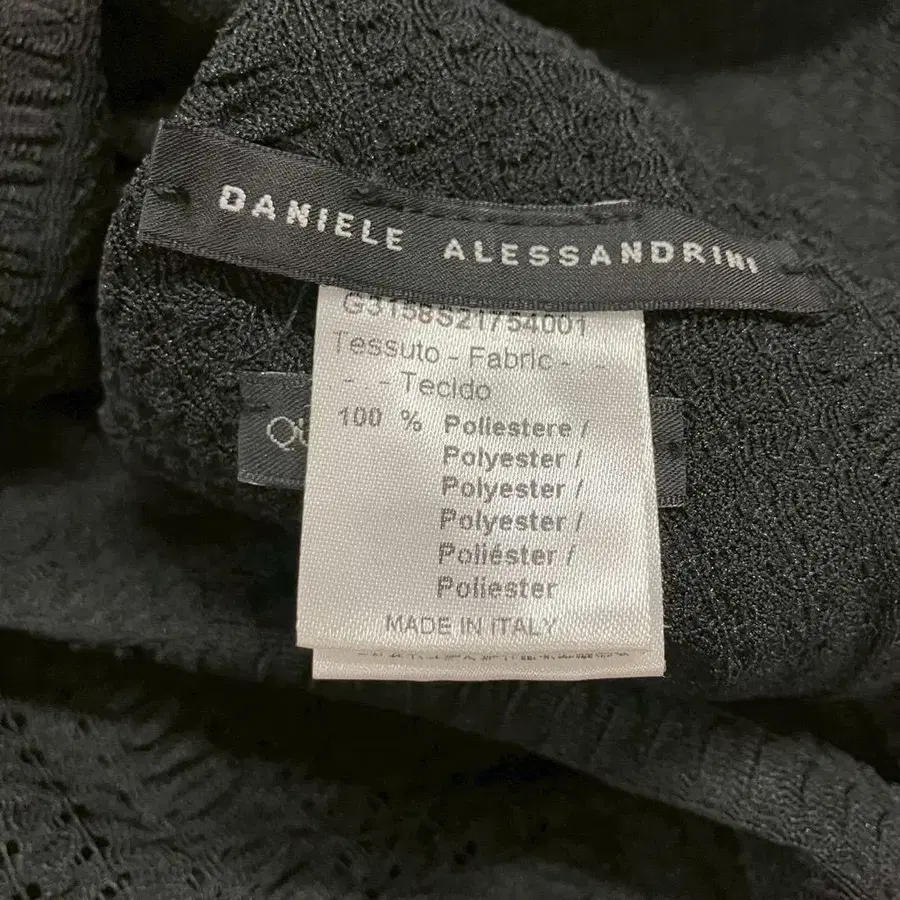 DANIELE ALESSANDRINI
G3158S21754001
Tessuto - Fabric - . -
- . - Tecido
100 % Poliestere /
Polyester /
Polyester /
Polyester /
Poliéster /
Poliester
MADE IN ITALY